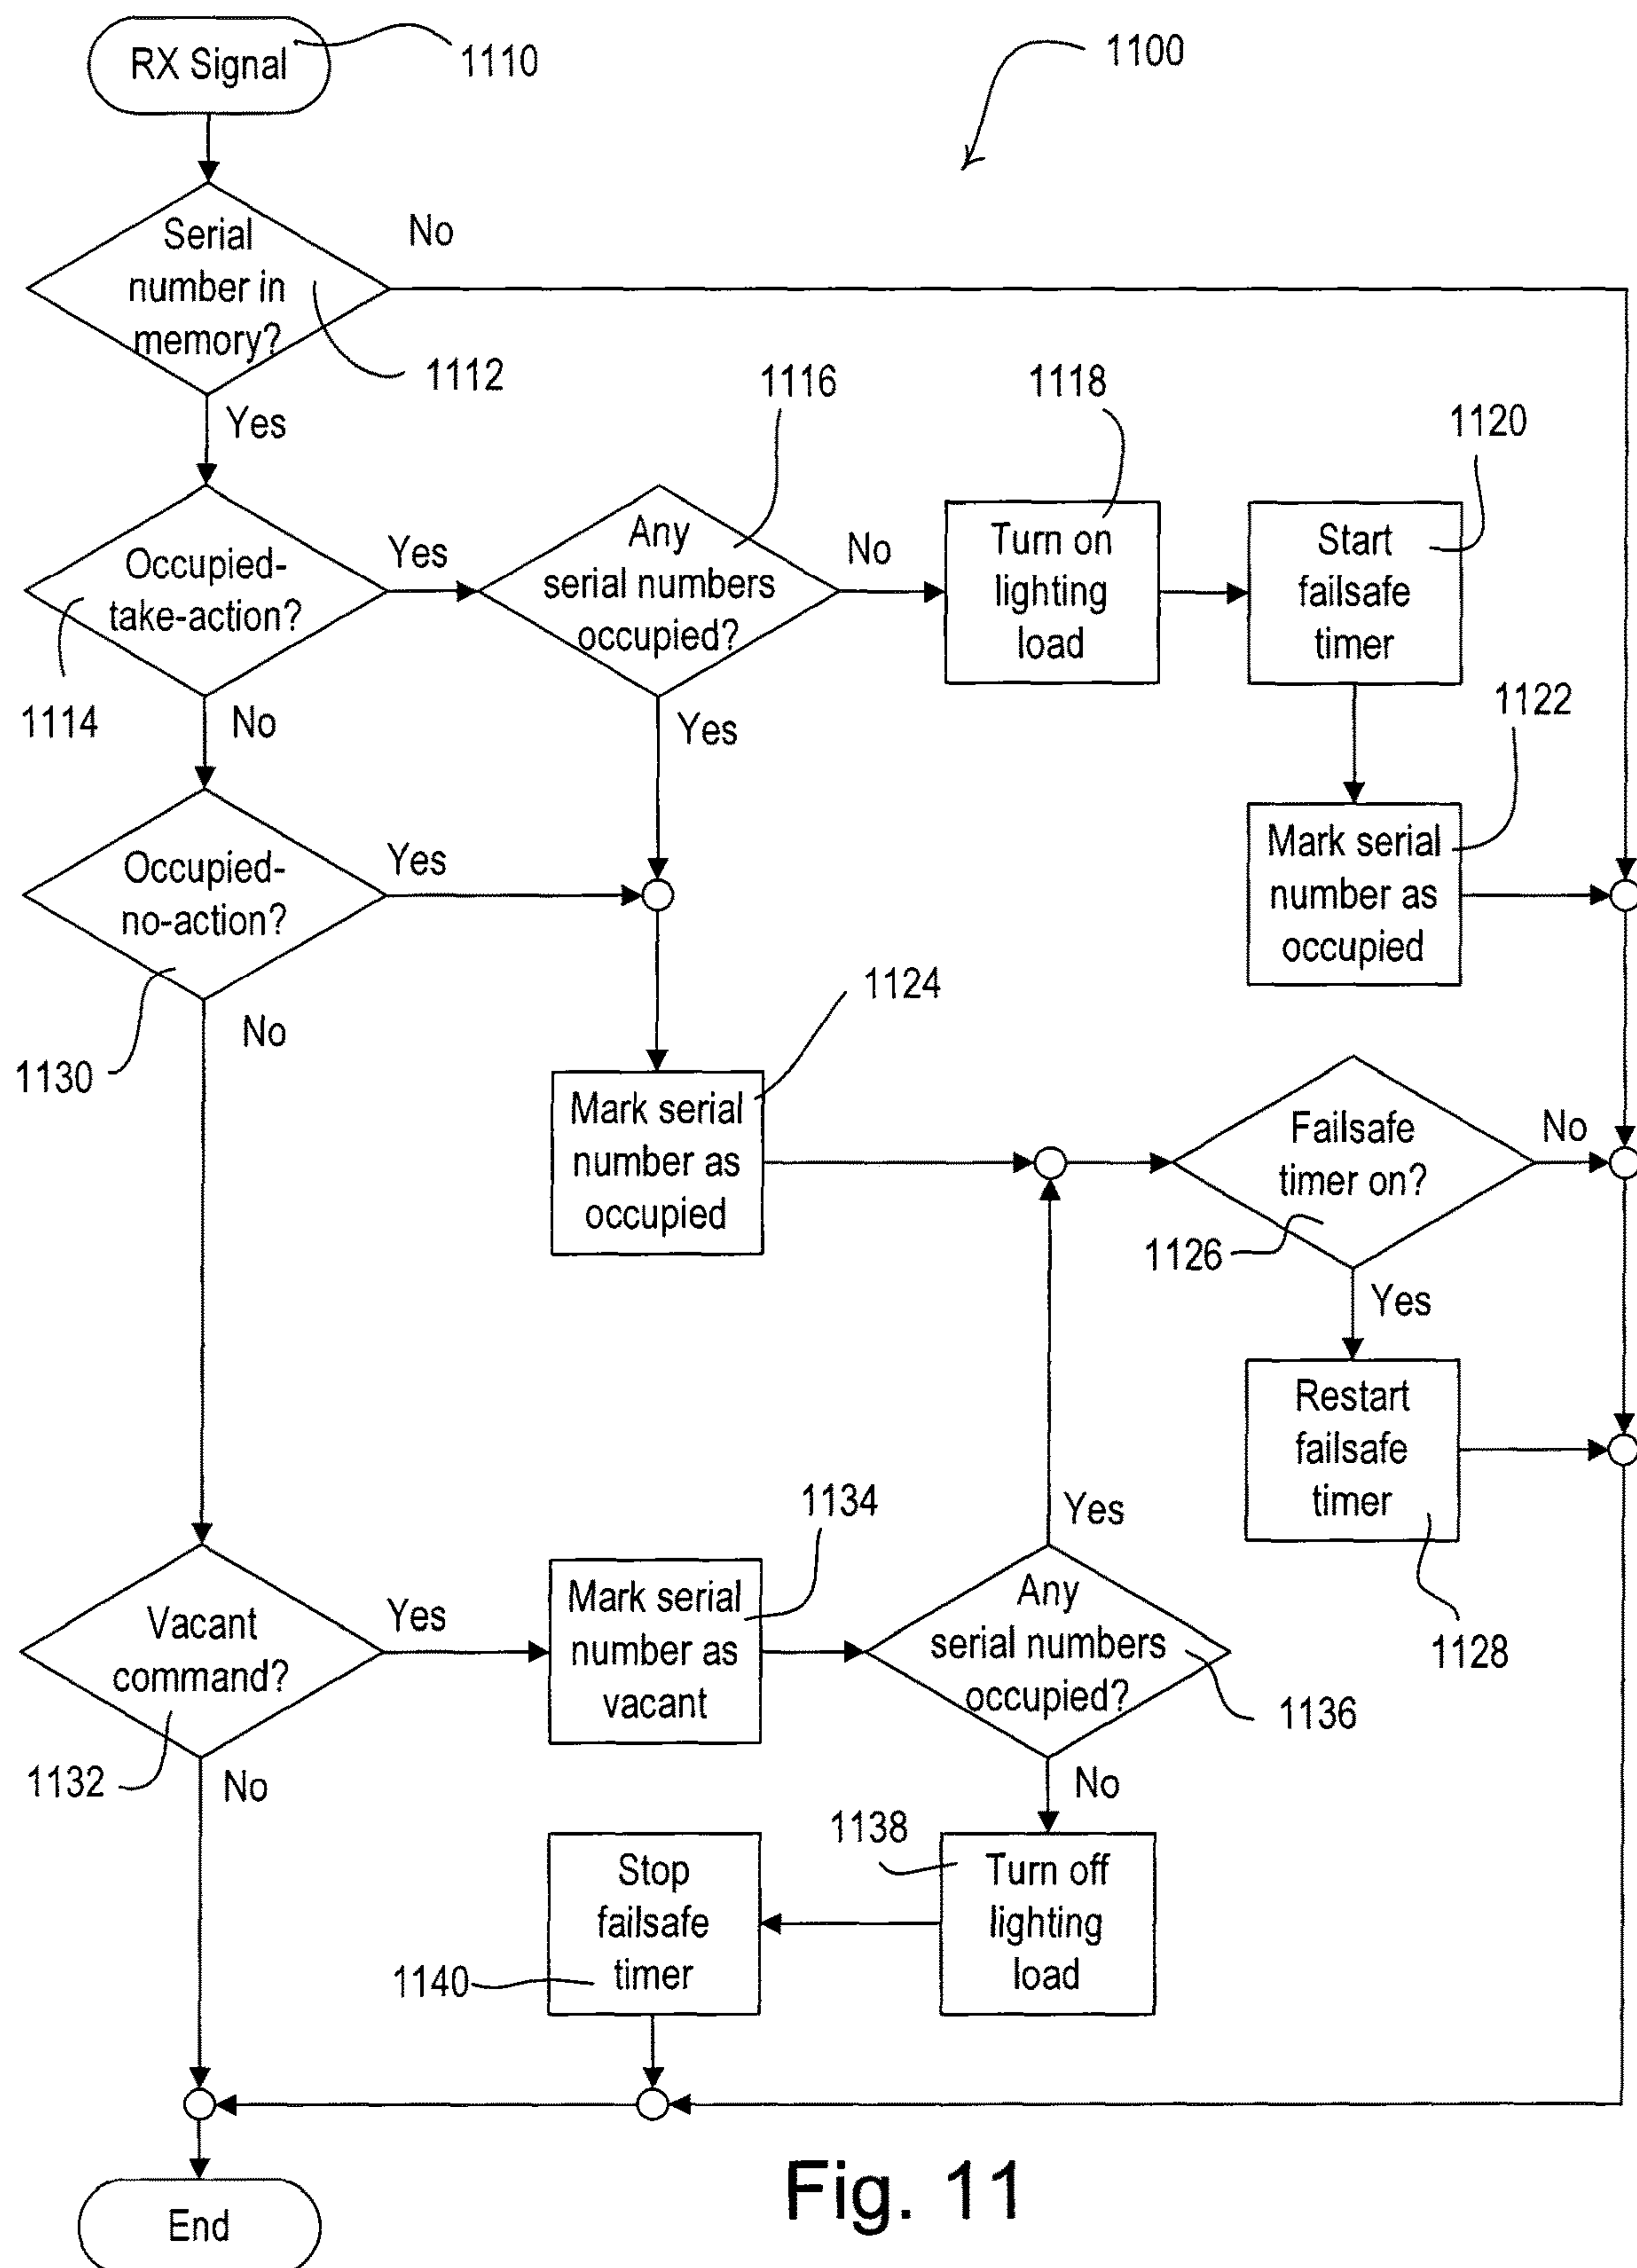 RX Signal
1110
1100
Serial
number in
memory?
No
1112
Yes
1116
1118
1120
Occupied-
take-action?
Yes
Any
serial numbers
occupied?
No
Turn on
lighting
load
Start
failsafe
timer
1114
No
Yes
1122
Occupied-
no-action?
Yes
Mark serial
number as
occupied
1130
No
1124
Mark serial
number as
occupied
Failsafe
timer on?
No
1126
Yes
Restart
failsafe
timer
1128
1134
Yes
Vacant
command?
Yes
Mark serial
number as
vacant
Any
serial numbers
occupied?
1136
1132
No
No
1138
Stop
failsafe
timer
1140
Turn off
lighting
load
End
Fig. 11